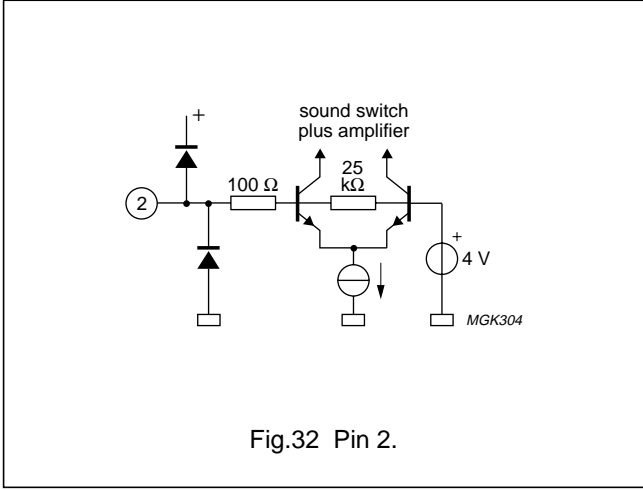 +
sound switch
plus amplifier
2
100 Ω
25
kΩ
+
4 V
MGK304
Fig.32 Pin 2.